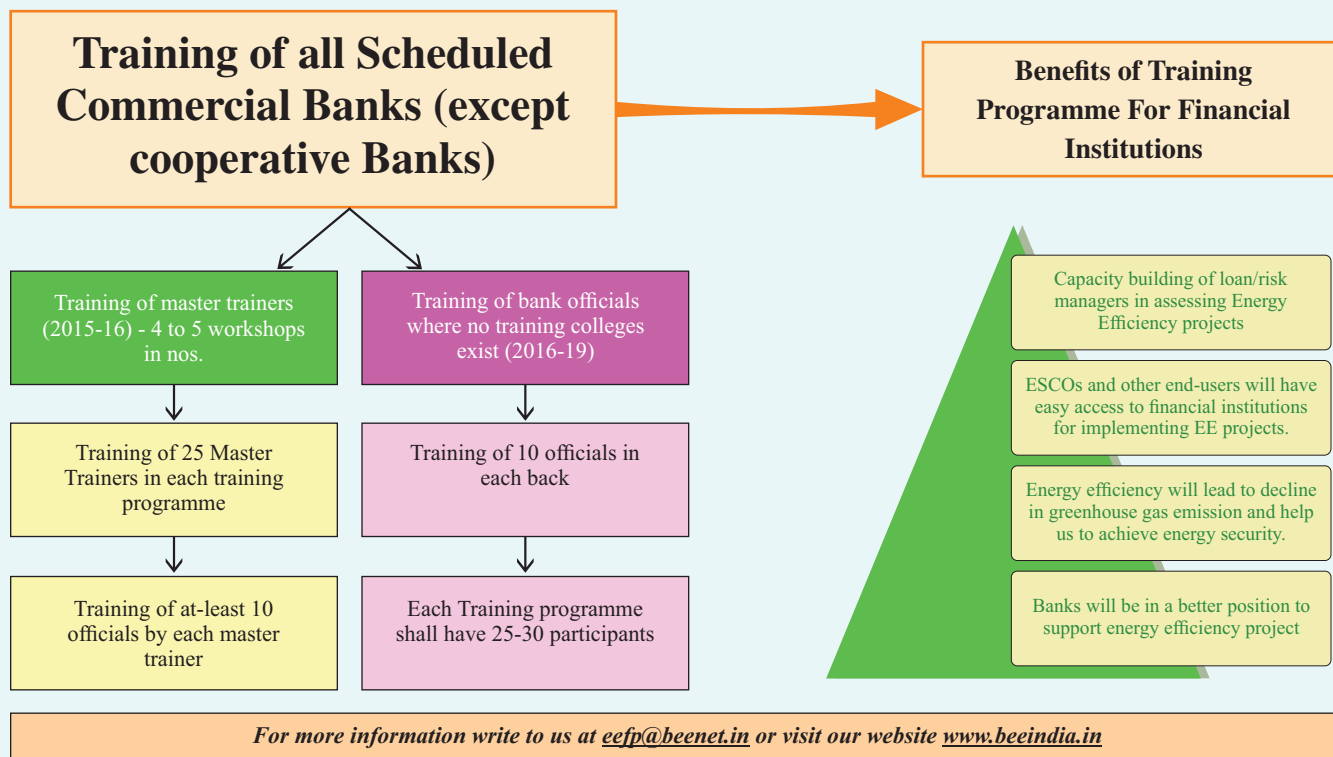 Training of all Scheduled
Commercial Banks (except
cooperative Banks)
Benefits of Training
Programme For Financial
Institutions
Training of master trainers
(2015-16) - 4 to 5 workshops
in nos.
Training of 25 Master
Trainers in each training
programme
Training of at-least 10
officials by each master
trainer
Training of bank officials
where no training colleges
exist (2016-19)
Training of 10 officials in
each back
Each Training programme
shall have 25-30 participants
Capacity building of loan/risk
managers in assessing Energy
Efficiency projects
ESCOs and other end-users will have
easy access to financial institutions
for implementing EE projects.
Energy efficiency will lead to decline
in greenhouse gas emission and help
us to achieve energy security.
Banks will be in a better position to
support energy efficiency project
For more information write to us at eefp@beenet.in or visit our website www.beeindia.in